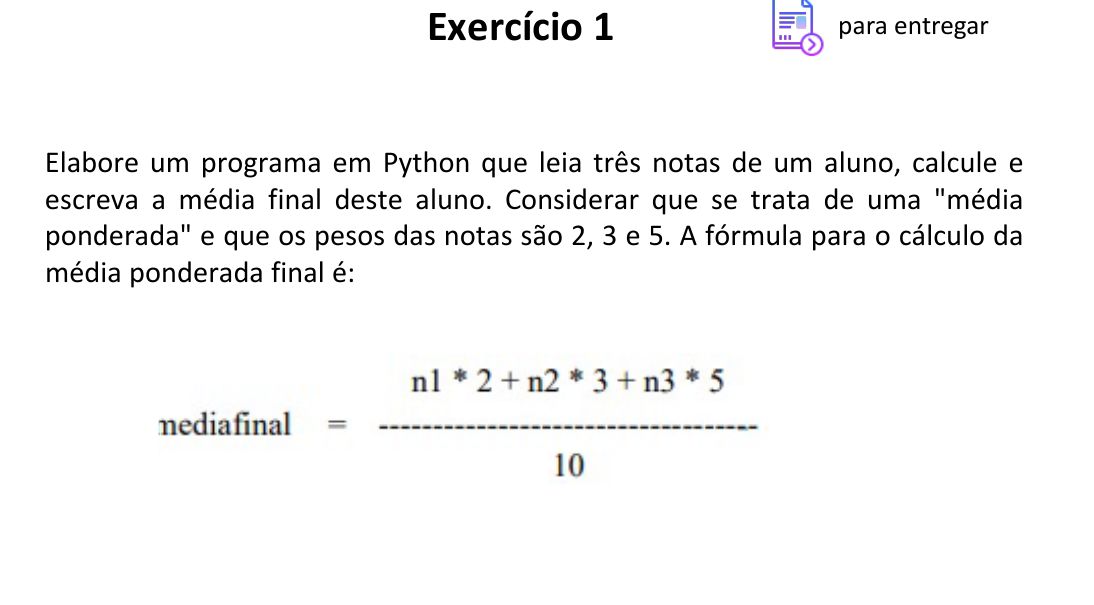 Exercício 1
para entregar
Elabore um programa em Python que leia três notas de um aluno, calcule e
escreva a média final deste aluno. Considerar que se trata de uma "média
ponderada" e que os pesos das notas são 2, 3 e 5. A fórmula para o cálculo da
média ponderada final é:
n1 * 2 + n2 * 3 + n3 * 5
mediafinal = -----------------------------------
10